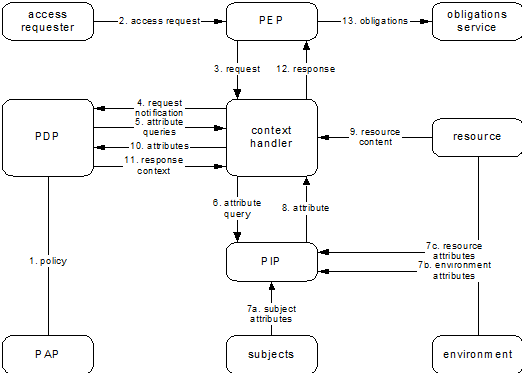 access
requester
2. access request
PEP
13. obligations
obligations
service
3. request
12. response
4. request
notification
5. attribute
queries
10. attributes
11. response
context
PDP
context
handler
9. resource
content
resource
6. attribute
query
8. attribute
1. policy
PIP
7c. resource
attributes
7b. environment
attributes
7a. subject
attributes
PAP
subjects
environment